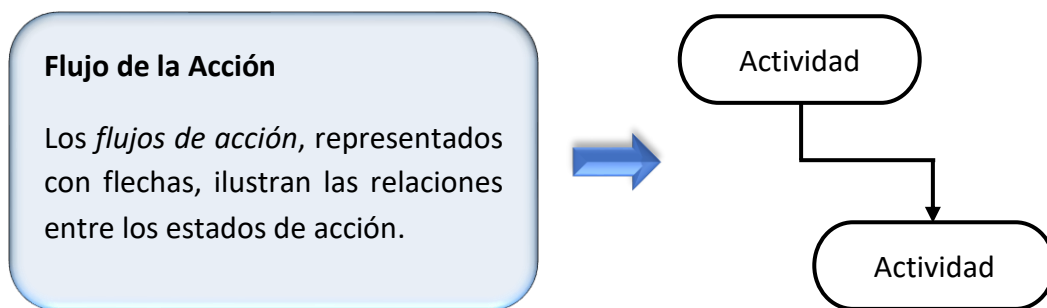 Flujo de la Acción
Los flujos de acción, representados
con flechas, ilustran las relaciones
entre los estados de acción.
Actividad
Actividad